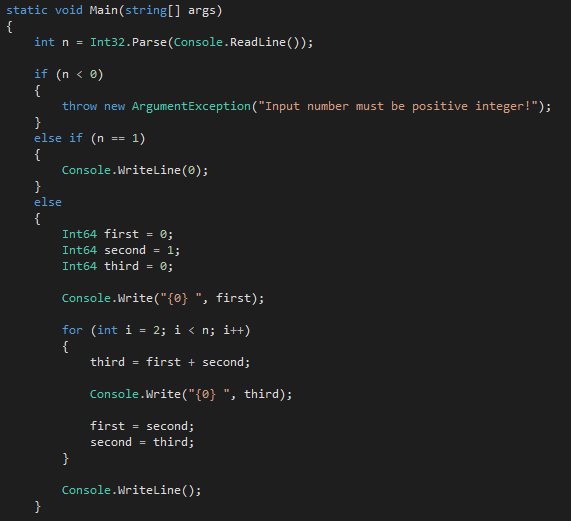 static void Main(string[] args)
{
    int n = Int32.Parse(Console.ReadLine());

    if (n < 0)
    {
        throw new ArgumentException("Input number must be positive integer!");
    }
    else if (n == 1)
    {
        Console.WriteLine(0);
    }
    else
    {
        Int64 first = 0;
        Int64 second = 1;
        Int64 third = 0;

        Console.Write("{0} ", first);

        for (int i = 2; i < n; i++)
        {
            third = first + second;

            Console.Write("{0} ", third);

            first = second;
            second = third;
        }

        Console.WriteLine();
    }